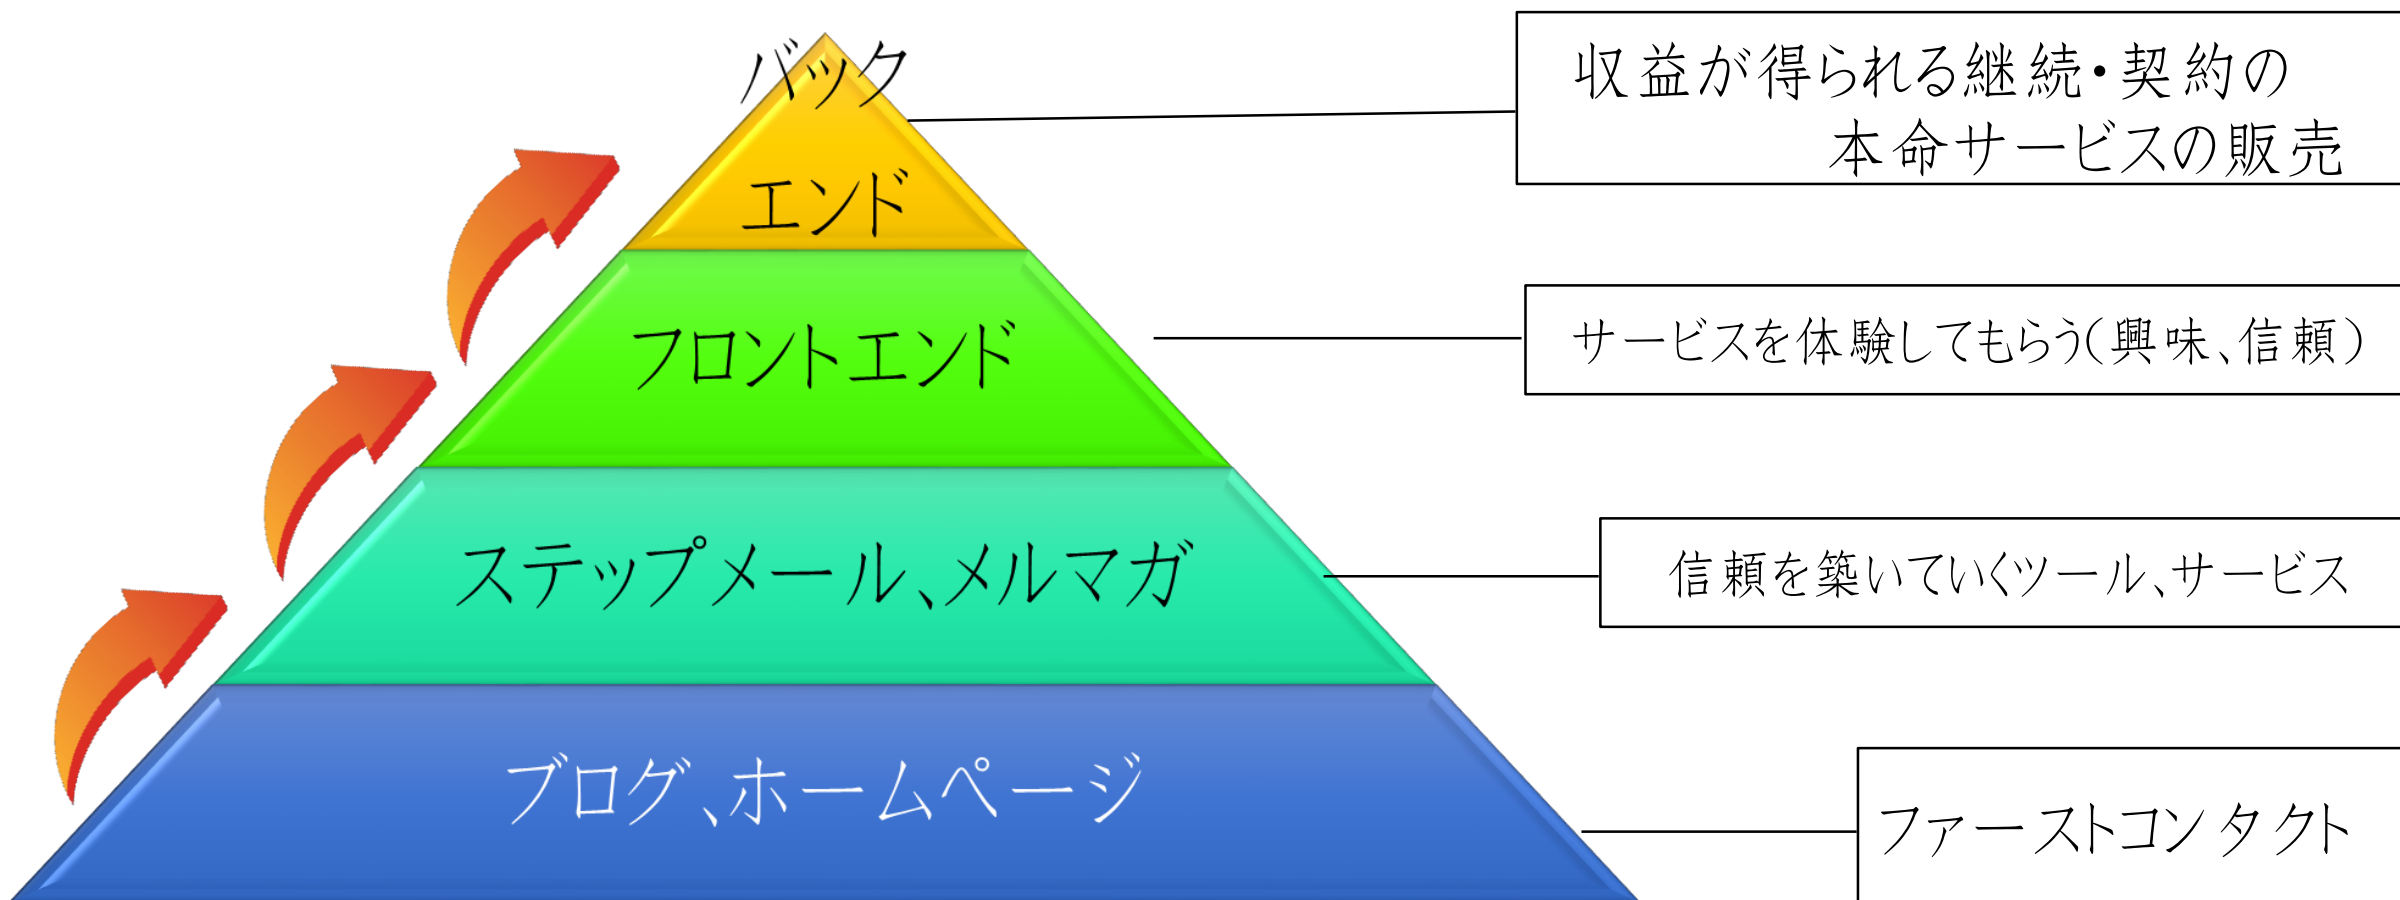 バック
エンド
収益が得られる継続・契約の
本命サービスの販売
フロントエンド
サービスを体験してもらう(興味、信頼)
ステップメール、メルマガ
信頼を築いていくツール、サービス
ブログ、ホームページ
ファーストコンタクト